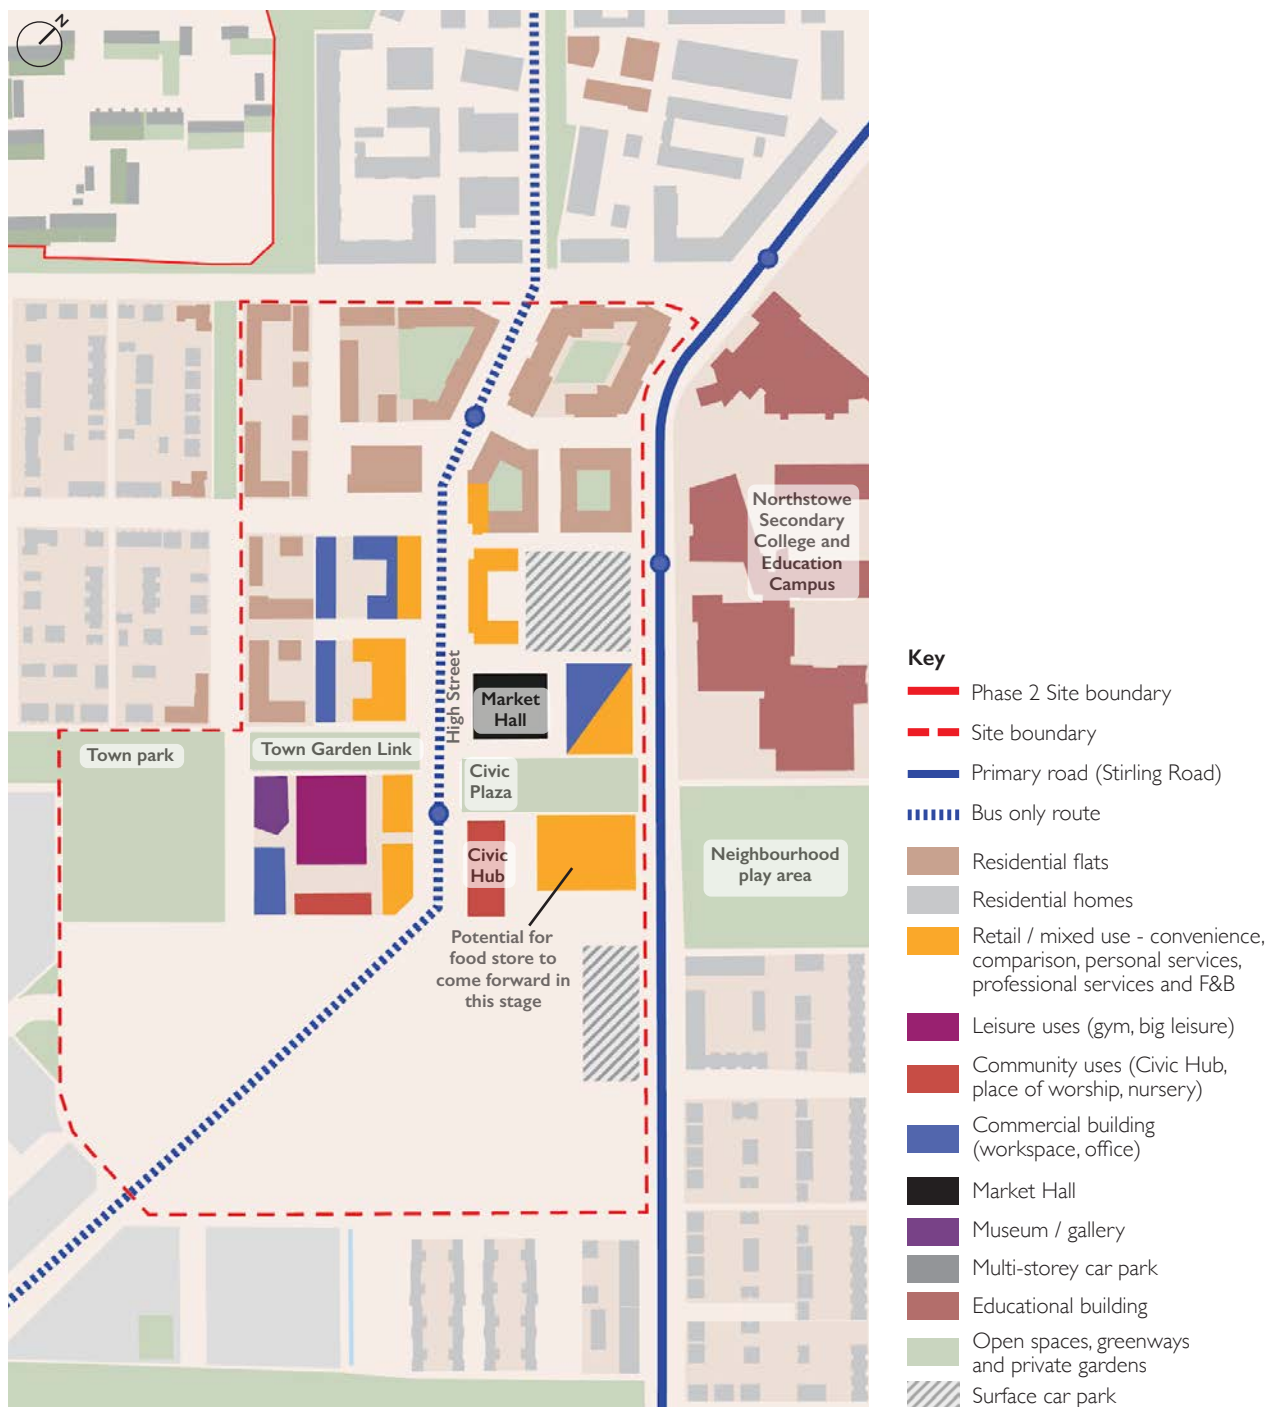 N
Northstowe
Secondary
College and
Education
Campus
High Street
Market
Hall
Town park
Town Garden Link
Civic
Plaza
Civic
Hub
Neighbourhood
play area
Potential for
food store to
come forward in
this stage
Key
Phase 2 Site boundary
Site boundary
Primary road (Stirling Road)
Bus only route
Residential flats
Residential homes
Retail / mixed use - convenience,
comparison, personal services,
professional services and F&B
Leisure uses (gym, big leisure)
Community uses (Civic Hub,
place of worship, nursery)
Commercial building
(workspace, office)
Market Hall
Museum / gallery
Multi-storey car park
Educational building
Open spaces, greenways
and private gardens
Surface car park